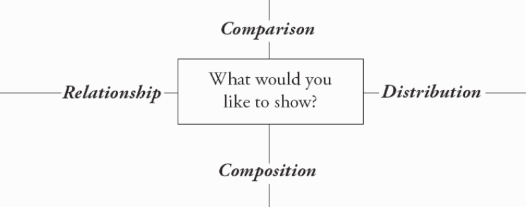 Comparison
What would you
like to show?
Relationship
Distribution
Composition